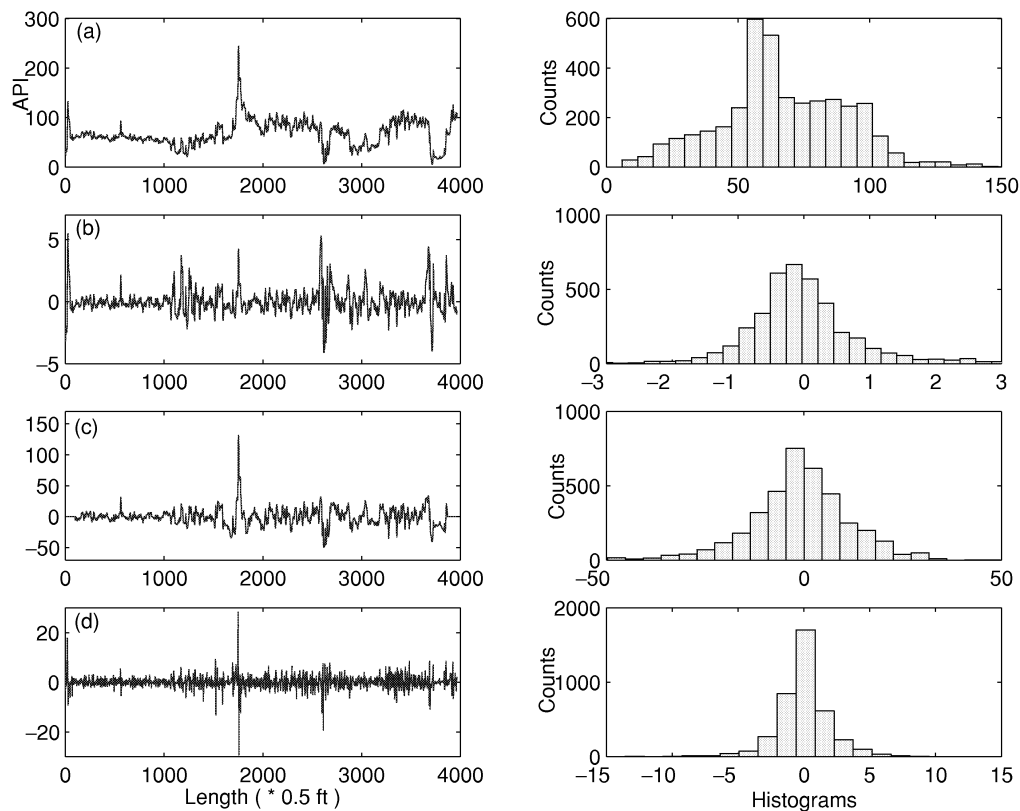 300
200
100
0
API
(a)
0 1000 2000 3000 4000
600
400
200
0
Counts
0 50 100 150
5
0
−5
(b)
0 1000 2000 3000 4000
1000
500
0
Counts
−3 −2 −1 0 1 2 3
150
100
50
0
−50
(c)
0 1000 2000 3000 4000
1000
500
0
Counts
−50 0 50
20
0
−20
(d)
0 1000 2000 3000 4000
Length ( * 0.5 ft )
2000
1000
0
Counts
−15 −10 −5 0 5 10 15
Histograms